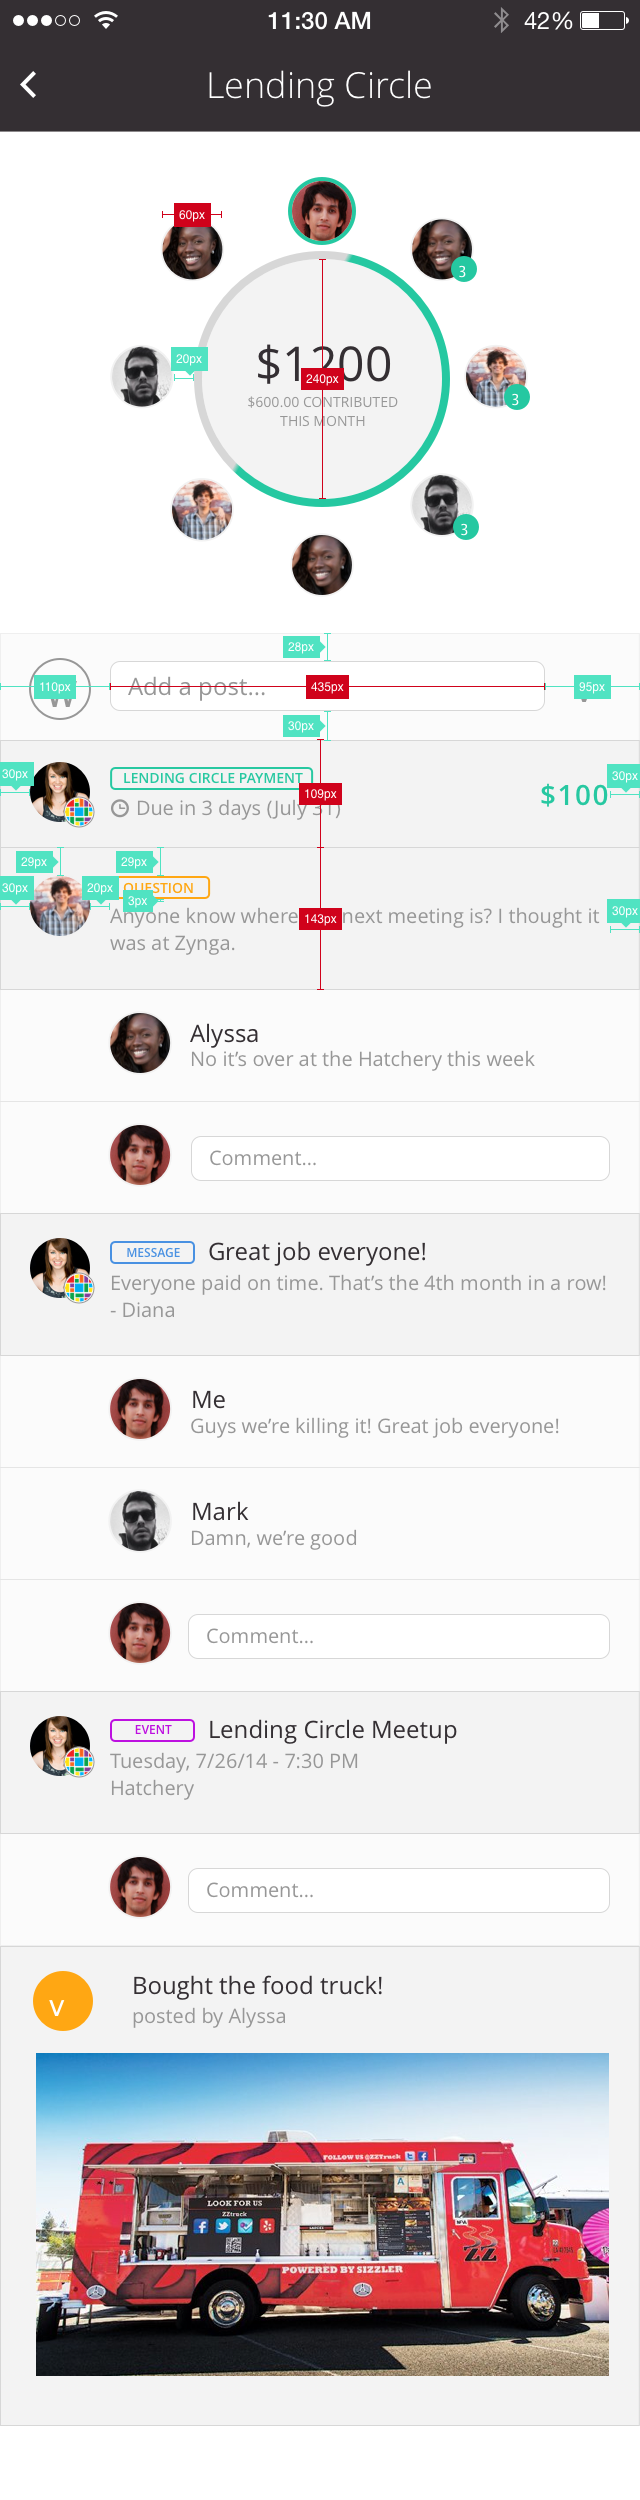 11:30 AM
42%
Lending Circle
60px
3
20px
$1200
240px
$600.00 CONTRIBUTED
THIS MONTH
3
3
28px
110px
Add a post...
435px
95px
30px
30px
LENDING CIRCLE PAYMENT
109px
$100
30px
Due in 3 days (July 31)
29px
29px
30px
20px
QUESTION
3px
Anyone know where
143px
next meeting is? I thought it
30px
was at Zynga.
Alyssa
No it’s over at the Hatchery this week
Comment...
MESSAGE
Great job everyone!
Everyone paid on time. That’s the 4th month in a row!
- Diana
Me
Guys we’re killing it! Great job everyone!
Mark
Damn, we’re good
Comment...
EVENT
Lending Circle Meetup
Tuesday, 7/26/14 - 7:30 PM
Hatchery
Comment...
V
Bought the food truck!
posted by Alyssa
FOLLOW US @ZZTruck
A
LOOK FOR US
ZZtruck
ZZ
POWERED BY SIZZLER